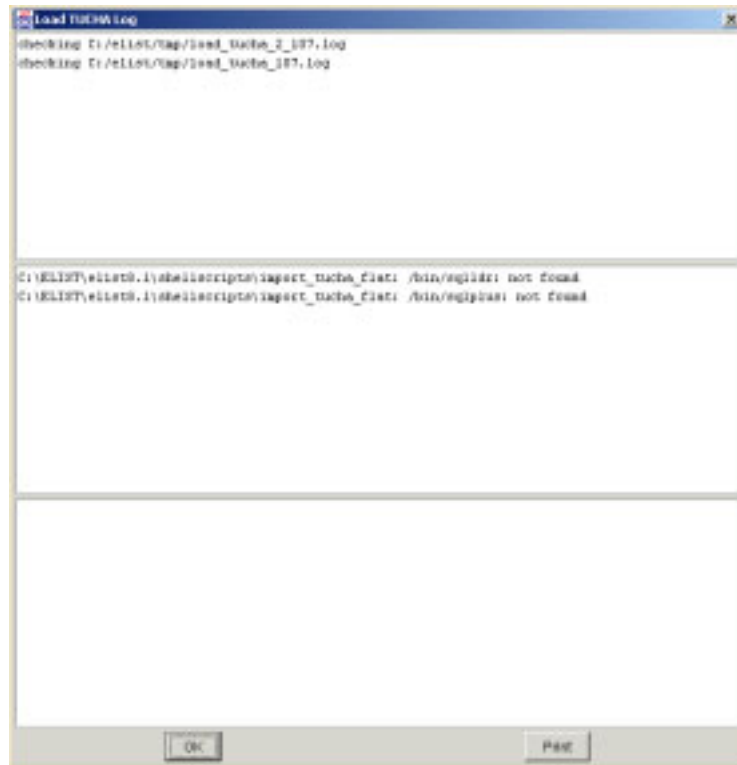 Load TUCHA Log
checking C:/elist/tmp/load_tucha_2_107.log
checking C:/elist/tmp/load_tucha_107.log
C:\ELIST\elist8.1\shellscripts\import_tucha_flat: /bin/sqlldr: not found
C:\ELIST\elist8.1\shellscripts\import_tucha_flat: /bin/sqlplus: not found
OK
Print